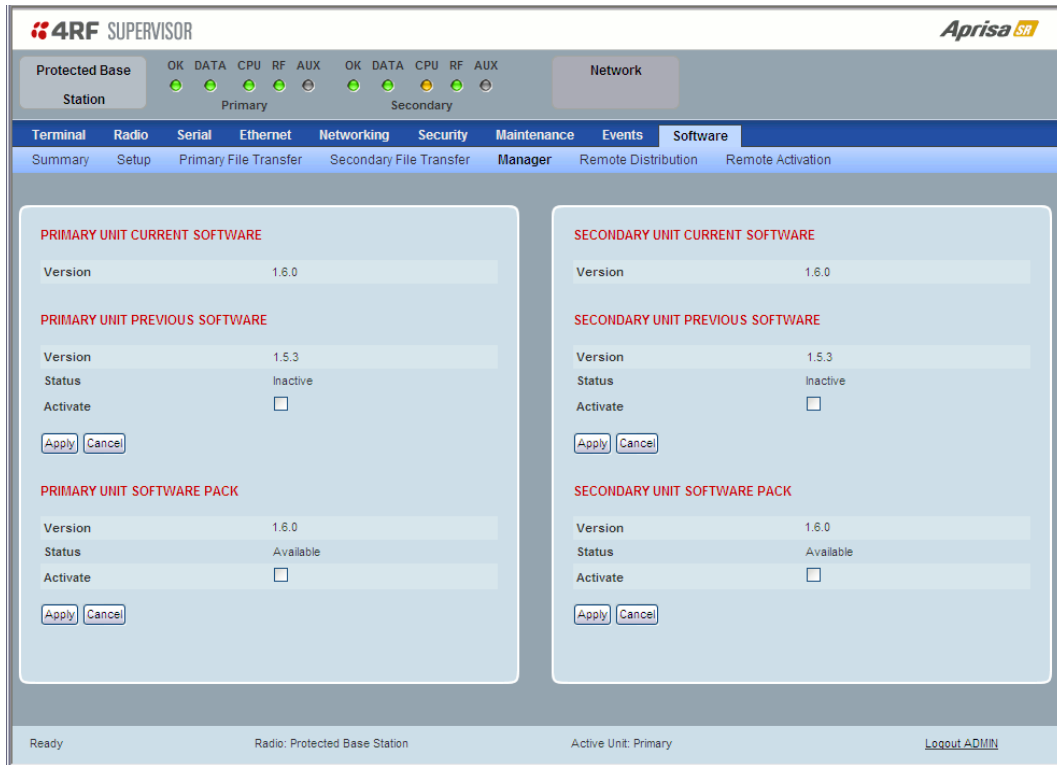 4RF SUPERVISOR
Aprisa SR
Protected Base Station
OK DATA CPU RF AUX
Primary
OK DATA CPU RF AUX
Secondary
Network
Terminal Radio Serial Ethernet Networking Security Maintenance Events Software
Summary Setup Primary File Transfer Secondary File Transfer Manager Remote Distribution Remote Activation
PRIMARY UNIT CURRENT SOFTWARE
Version 1.6.0
PRIMARY UNIT PREVIOUS SOFTWARE
Version 1.5.3
Status Inactive
Activate
Apply Cancel
PRIMARY UNIT SOFTWARE PACK
Version 1.6.0
Status Available
Activate
Apply Cancel
SECONDARY UNIT CURRENT SOFTWARE
Version 1.6.0
SECONDARY UNIT PREVIOUS SOFTWARE
Version 1.5.3
Status Inactive
Activate
Apply Cancel
SECONDARY UNIT SOFTWARE PACK
Version 1.6.0
Status Available
Activate
Apply Cancel
Ready Radio: Protected Base Station Active Unit: Primary Logout ADMIN